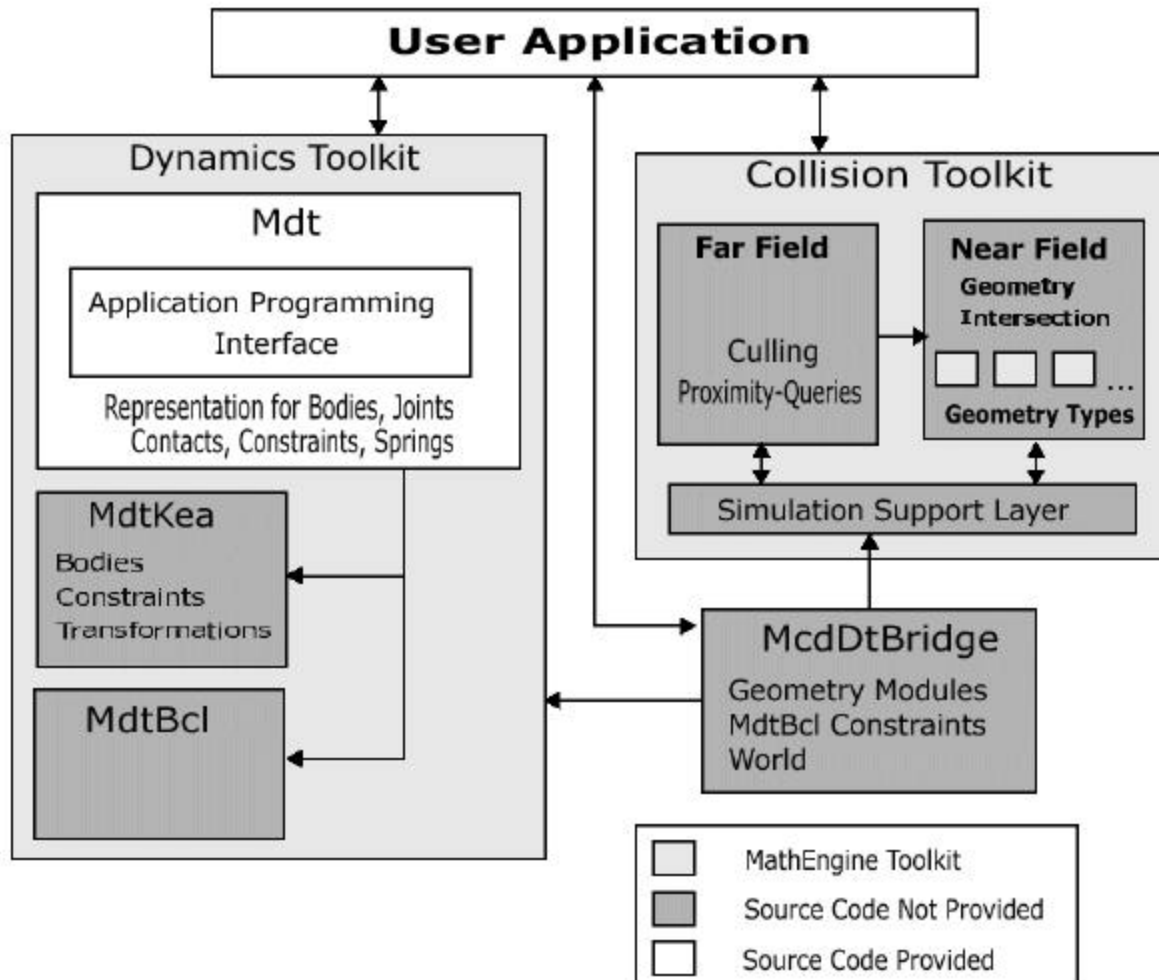 User Application
Dynamics Toolkit
Mdt
Application Programming
Interface
Representation for Bodies, Joints
Contacts, Constraints, Springs
MdtKea
Bodies
Constraints
Transformations
MdtBcl
Collision Toolkit
Far Field
Culling
Proximity-Queries
Near Field
Geometry
Intersection
...
Geometry Types
Simulation Support Layer
McdDtBridge
Geometry Modules
MdtBcl Constraints
World
MathEngine Toolkit
Source Code Not Provided
Source Code Provided